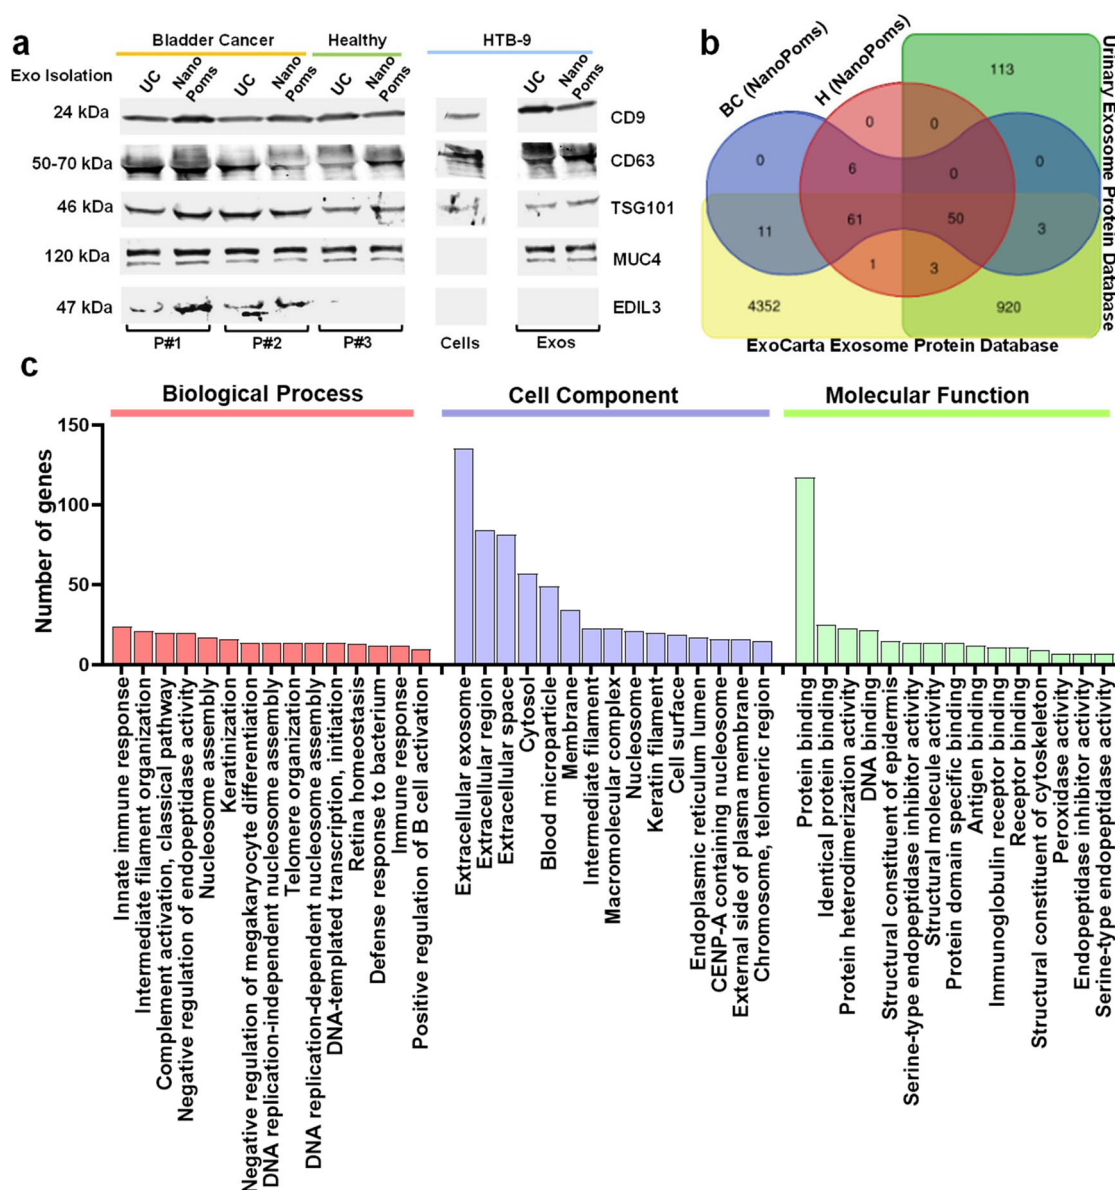 a
Bladder Cancer
Healthy
HTB-9
Exo Isolation
UC
Nano Poms
UC
Nano Poms
UC
Nano Poms
UC
Nano Poms
24 kDa
CD9
50-70 kDa
CD63
46 kDa
TSG101
120 kDa
MUC4
47 kDa
EDIL3
P#1
P#2
P#3
Cells
Exos
b
BC (NanoPoms)
H (NanoPoms)
Urinary Exosome Protein Database
113
0
0
0
6
0
0
11
61
50
3
1
3
4352
920
ExoCarta Exosome Protein Database
c
Biological Process
Cell Component
Molecular Function
Number of genes
150
100
50
0
Innate immune response
Intermediate filament organization
Complement activation, classical pathway
Negative regulation of endopeptidase activity
Nucleosome assembly
Keratinization
Negative regulation of megakaryocyte differentiation
DNA replication-independent nucleosome assembly
Telomere organization
DNA replication-dependent nucleosome assembly
DNA-templated transcription, initiation
Retina homeostasis
Defense response to bacterium
Immune response
Positive regulation of B cell activation
Extracellular exosome
Extracellular region
Extracellular space
Cytosol
Blood microparticle
Membrane
Intermediate filament
Macromolecular complex
Nucleosome
Keratin filament
Cell surface
Endoplasmic reticulum lumen
CENP-A containing nucleosome
External side of plasma membrane
Chromosome, telomeric region
Protein binding
Identical protein binding
Protein heterodimerization activity
DNA binding
Structural constituent of epidermis
Serine-type endopeptidase inhibitor activity
Structural molecule activity
Protein domain specific binding
Antigen binding
Immunoglobulin receptor binding
Receptor binding
Structural constituent of cytoskeleton
Peroxidase activity
Endopeptidase inhibitor activity
Serine-type endopeptidase activity